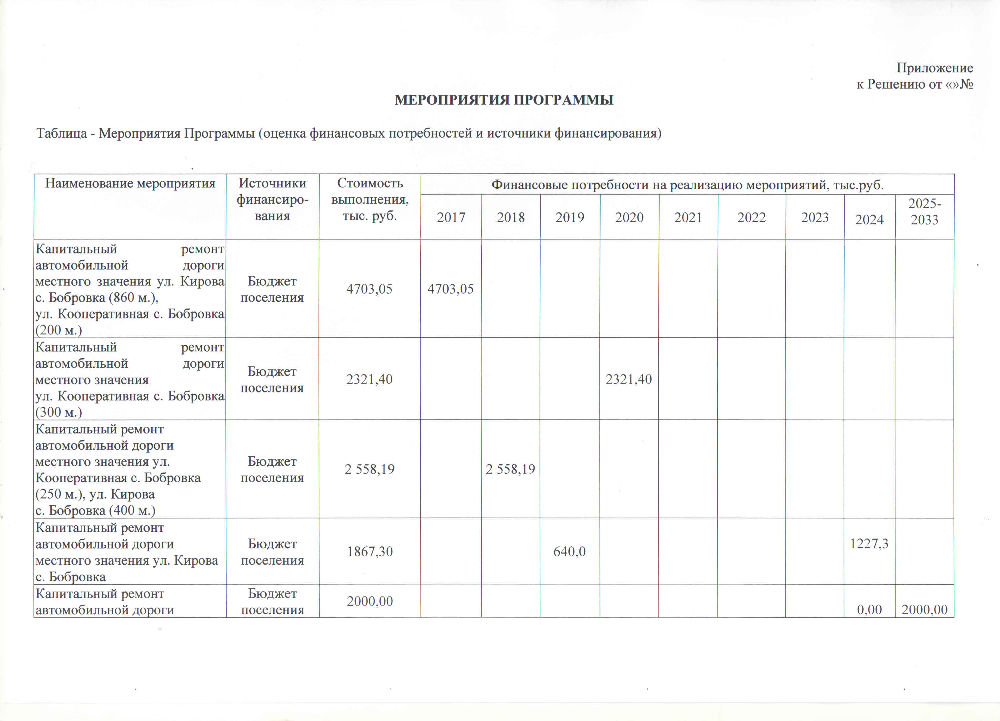 Приложение
к Решению от «»№
МЕРОПРИЯТИЯ ПРОГРАММЫ
Таблица - Мероприятия Программы (оценка финансовых потребностей и источники финансирования)
Наименование мероприятия
Источники
финансиро-
вания
Стоимость
выполнения,
тыс. руб.
Финансовые потребности на реализацию мероприятий, тыс.руб.
2017
2018
2019
2020
2021
2022
2023
2024
2025-
2033
Капитальный ремонт
автомобильной дороги
местного значения ул. Кирова
с. Бобровка (860 м.),
ул. Кооперативная с. Бобровка
(200 м.)
Бюджет
поселения
4703,05
4703,05
Капитальный ремонт
автомобильной дороги
местного значения
ул. Кооперативная с. Бобровка
(300 м.)
Бюджет
поселения
2321,40
2321,40
Капитальный ремонт
автомобильной дороги
местного значения ул.
Кооперативная с. Бобровка
(250 м.), ул. Кирова
с. Бобровка (400 м.)
Бюджет
поселения
2 558,19
2 558,19
Капитальный ремонт
автомобильной дороги
местного значения ул. Кирова
с. Бобровка
Бюджет
поселения
1867,30
640,0
1227,3
Капитальный ремонт
автомобильной дороги
Бюджет
поселения
2000,00
0,00
2000,00